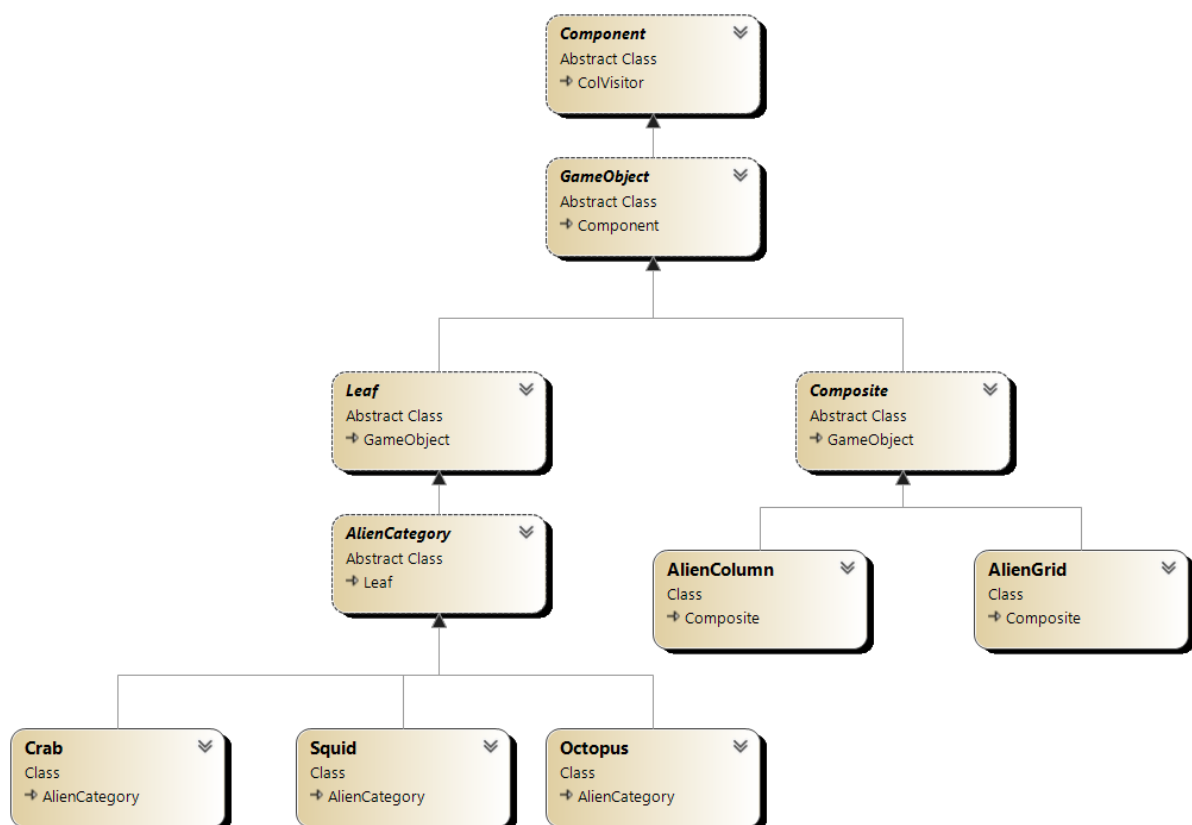 Component
Abstract Class
ColVisitor
GameObject
Abstract Class
Component
Leaf
Abstract Class
GameObject
Composite
Abstract Class
GameObject
AlienCategory
Abstract Class
Leaf
AlienColumn
Class
Composite
AlienGrid
Class
Composite
Crab
Class
AlienCategory
Squid
Class
AlienCategory
Octopus
Class
AlienCategory